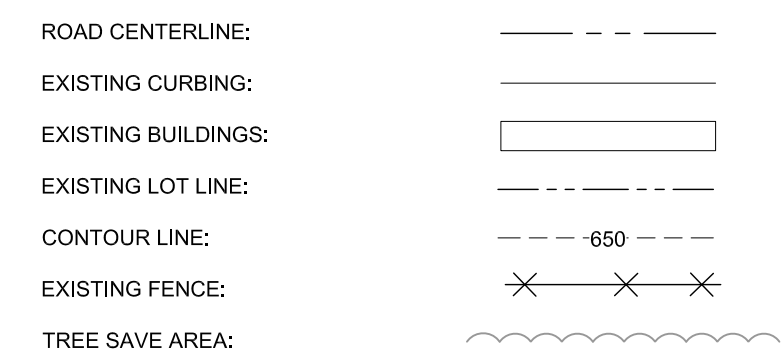 ROAD CENTERLINE:
EXISTING CURBING:
EXISTING BUILDINGS:
EXISTING LOT LINE:
CONTOUR LINE: 650
EXISTING FENCE:
TREE SAVE AREA: